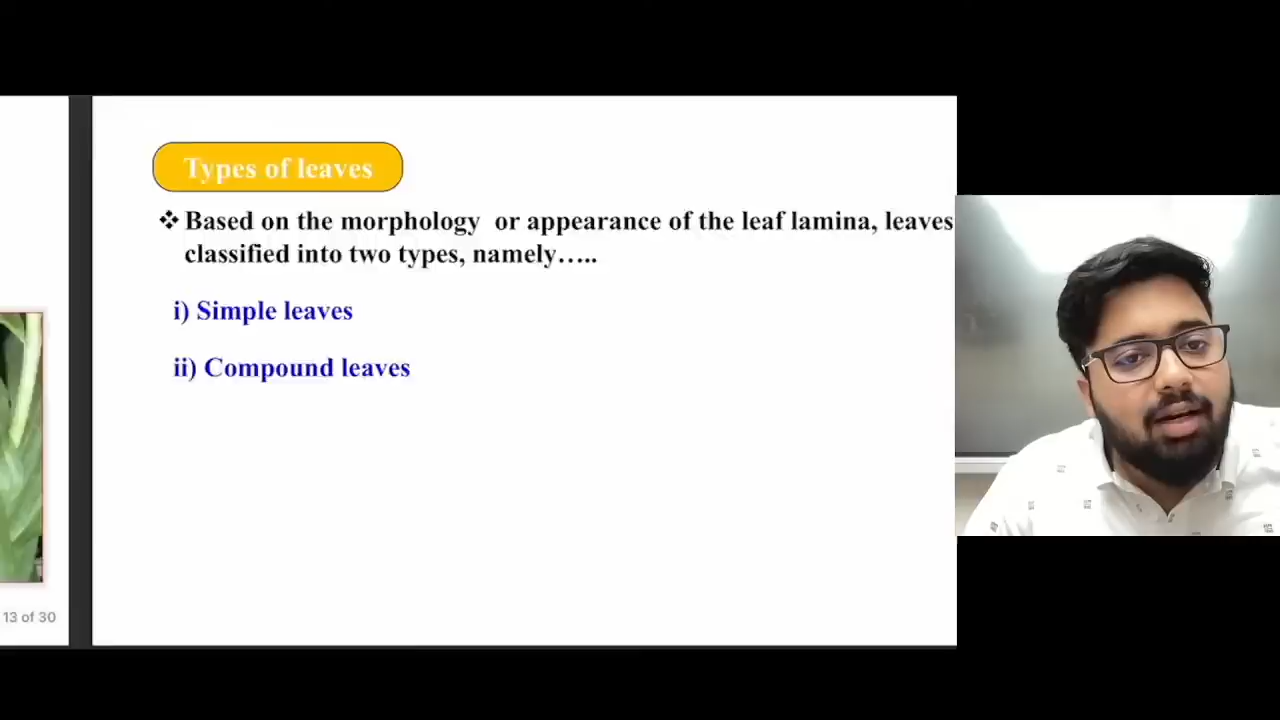 Types of leaves
❖ Based on the morphology or appearance of the leaf lamina, leaves
classified into two types, namely…..
i) Simple leaves
ii) Compound leaves
13 of 30